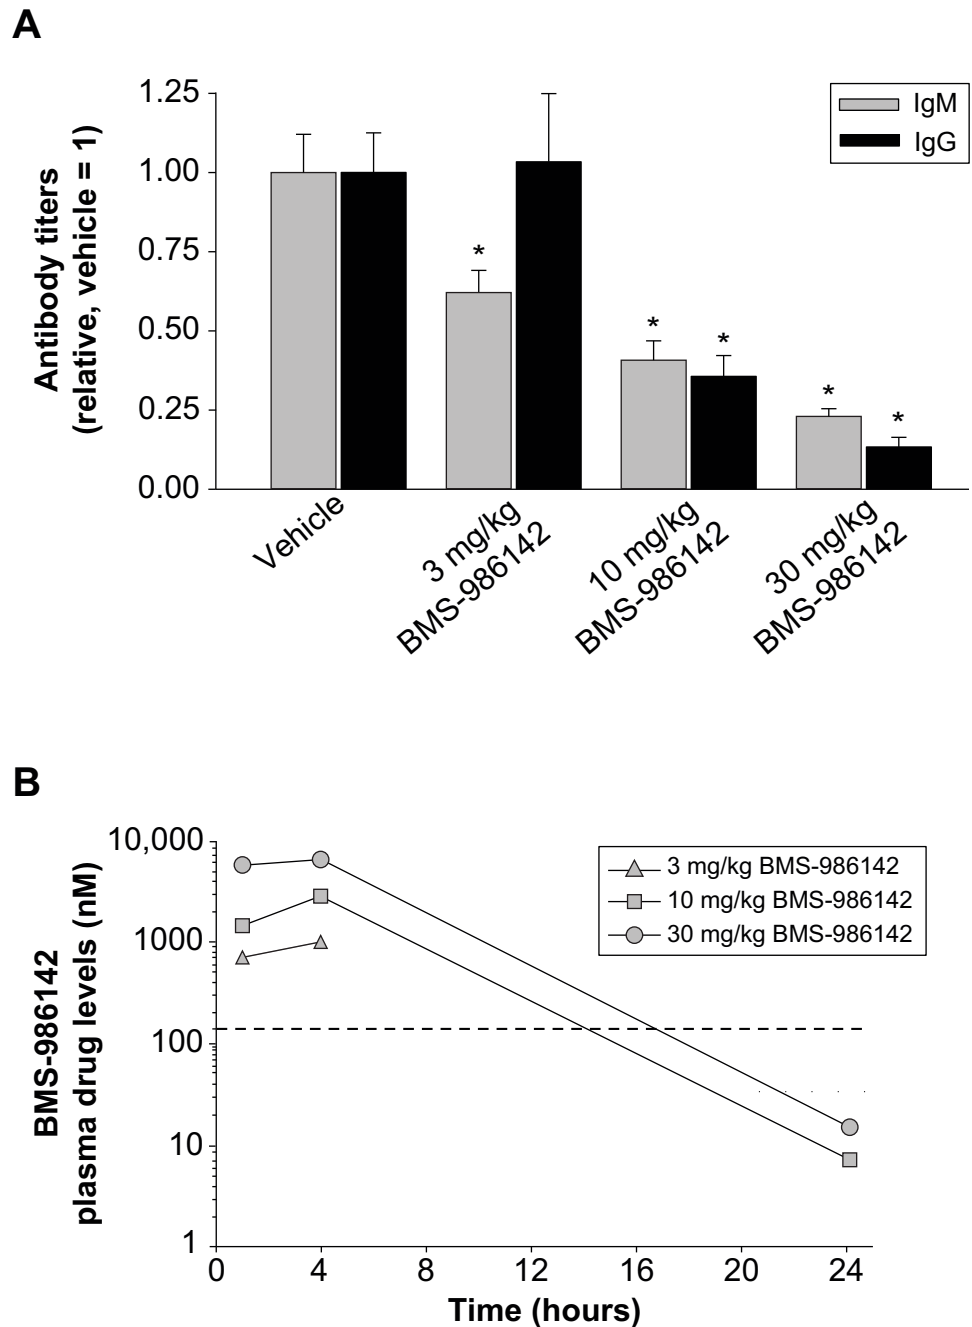 A
Antibody titers
(relative, vehicle = 1)
1.25
1.00
0.75
0.50
0.25
0.00
IgM
IgG
*
*
*
*
*
Vehicle
3 mg/kg
BMS-986142
10 mg/kg
BMS-986142
30 mg/kg
BMS-986142
B
BMS-986142
plasma drug levels (nM)
10,000
1000
100
10
1
3 mg/kg BMS-986142
10 mg/kg BMS-986142
30 mg/kg BMS-986142
0 4 8 12 16 20 24
Time (hours)